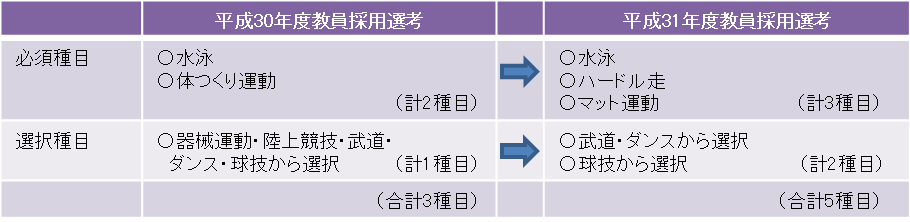 平成30年度教員採用選考 平成31年度教員採用選考
必須種目 ○水泳 ○水泳
○体つくり運動 ○ハードル走
(計2種目) ○マット運動 (計3種目)
選択種目 ○器械運動・陸上競技・武道・ ○武道・ダンスから選択
ダンス・球技から選択 (計1種目) ○球技から選択 (計2種目)
(合計3種目) (合計5種目)